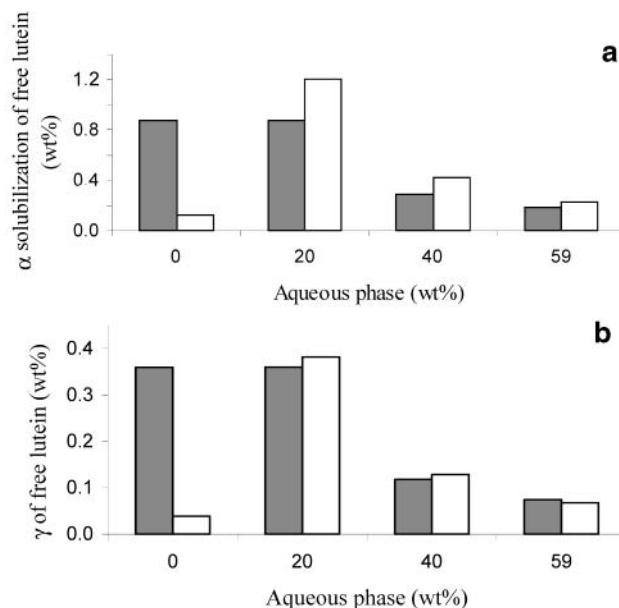 a
α solubilization of free lutein
(wt%)
1.2
0.8
0.4
0.0
0 20 40 59
Aqueous phase (wt%)
b
γ of free lutein (wt%)
0.4
0.3
0.2
0.1
0.0
0 20 40 59
Aqueous phase (wt%)